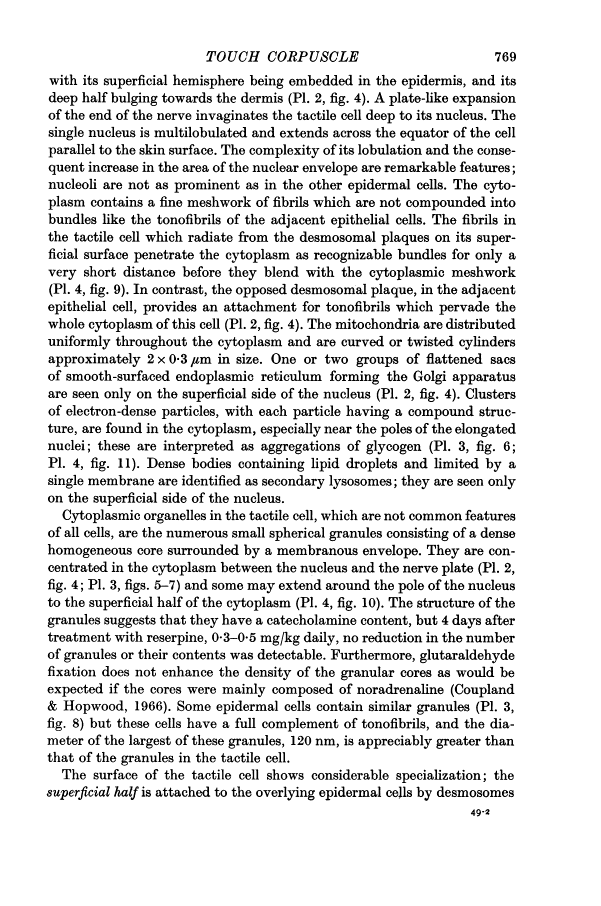 TOUCH CORPUSCLE 769
with its superficial hemisphere being embedded in the epidermis, and its
deep half bulging towards the dermis (Pl. 2, fig. 4). A plate-like expansion
of the end of the nerve invaginates the tactile cell deep to its nucleus. The
single nucleus is multilobulated and extends across the equator of the cell
parallel to the skin surface. The complexity of its lobulation and the conse-
quent increase in the area of the nuclear envelope are remarkable features;
nucleoli are not as prominent as in the other epidermal cells. The cyto-
plasm contains a fine meshwork of fibrils which are not compounded into
bundles like the tonofibrils of the adjacent epithelial cells. The fibrils in
the tactile cell which radiate from the desmosomal plaques on its super-
ficial surface penetrate the cytoplasm as recognizable bundles for only a
very short distance before they blend with the cytoplasmic meshwork
(Pl. 4, fig. 9). In contrast, the opposed desmosomal plaque, in the adjacent
epithelial cell, provides an attachment for tonofibrils which pervade the
whole cytoplasm of this cell (Pl. 2, fig. 4). The mitochondria are distributed
uniformly throughout the cytoplasm and are curved or twisted cylinders
approximately 2 × 0·3 μm in size. One or two groups of flattened sacs
of smooth-surfaced endoplasmic reticulum forming the Golgi apparatus
are seen only on the superficial side of the nucleus (Pl. 2, fig. 4). Clusters
of electron-dense particles, with each particle having a compound struc-
ture, are found in the cytoplasm, especially near the poles of the elongated
nuclei; these are interpreted as aggregations of glycogen (Pl. 3, fig. 6;
Pl. 4, fig. 11). Dense bodies containing lipid droplets and limited by a
single membrane are identified as secondary lysosomes; they are seen only
on the superficial side of the nucleus.
Cytoplasmic organelles in the tactile cell, which are not common features
of all cells, are the numerous small spherical granules consisting of a dense
homogeneous core surrounded by a membranous envelope. They are con-
centrated in the cytoplasm between the nucleus and the nerve plate (Pl. 2,
fig. 4; Pl. 3, figs. 5–7) and some may extend around the pole of the nucleus
to the superficial half of the cytoplasm (Pl. 4, fig. 10). The structure of the
granules suggests that they have a catecholamine content, but 4 days after
treatment with reserpine, 0·3–0·5 mg/kg daily, no reduction in the number
of granules or their contents was detectable. Furthermore, glutaraldehyde
fixation does not enhance the density of the granular cores as would be
expected if the cores were mainly composed of noradrenaline (Coupland
& Hopwood, 1966). Some epidermal cells contain similar granules (Pl. 3,
fig. 8) but these cells have a full complement of tonofibrils, and the dia-
meter of the largest of these granules, 120 nm, is appreciably greater than
that of the granules in the tactile cell.
The surface of the tactile cell shows considerable specialization; the
superficial half is attached to the overlying epidermal cells by desmosomes
49-2